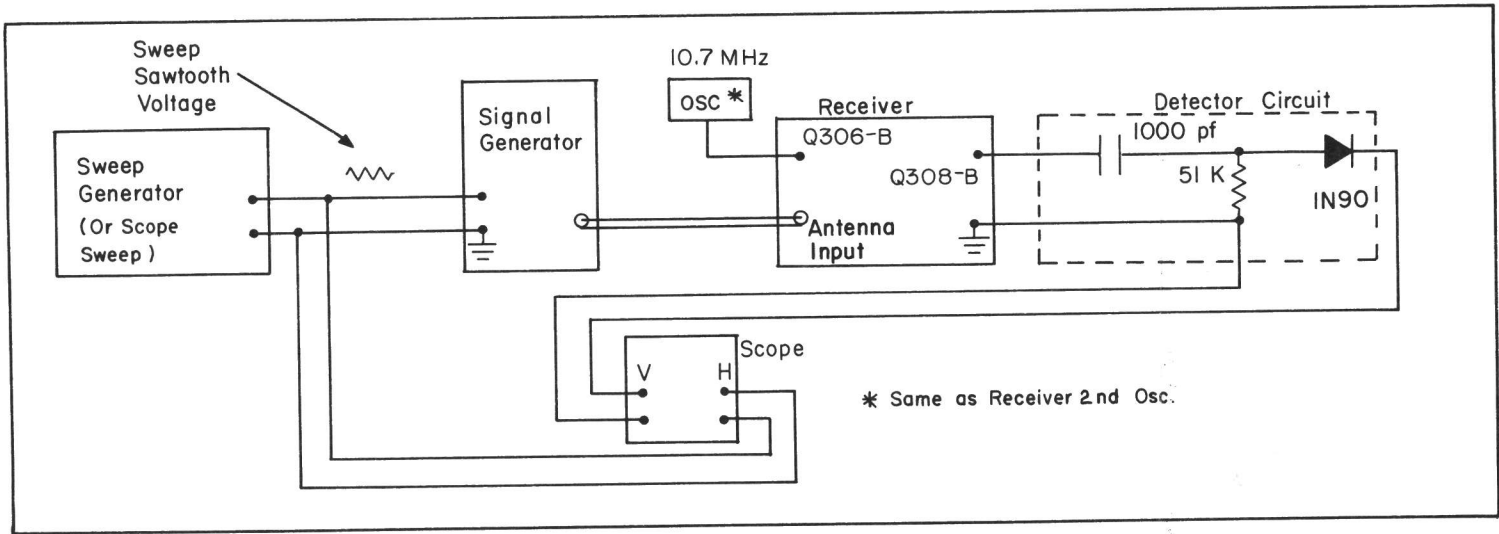 Sweep
Sawtooth
Voltage
Sweep
Generator
(Or Scope
Sweep)
Signal
Generator
10.7 MHz
OSC *
Receiver
Q306-B
Q308-B
Antenna
Input
Detector Circuit
1000 pf
51 K
IN90
Scope
V H
* Same as Receiver 2nd Osc.